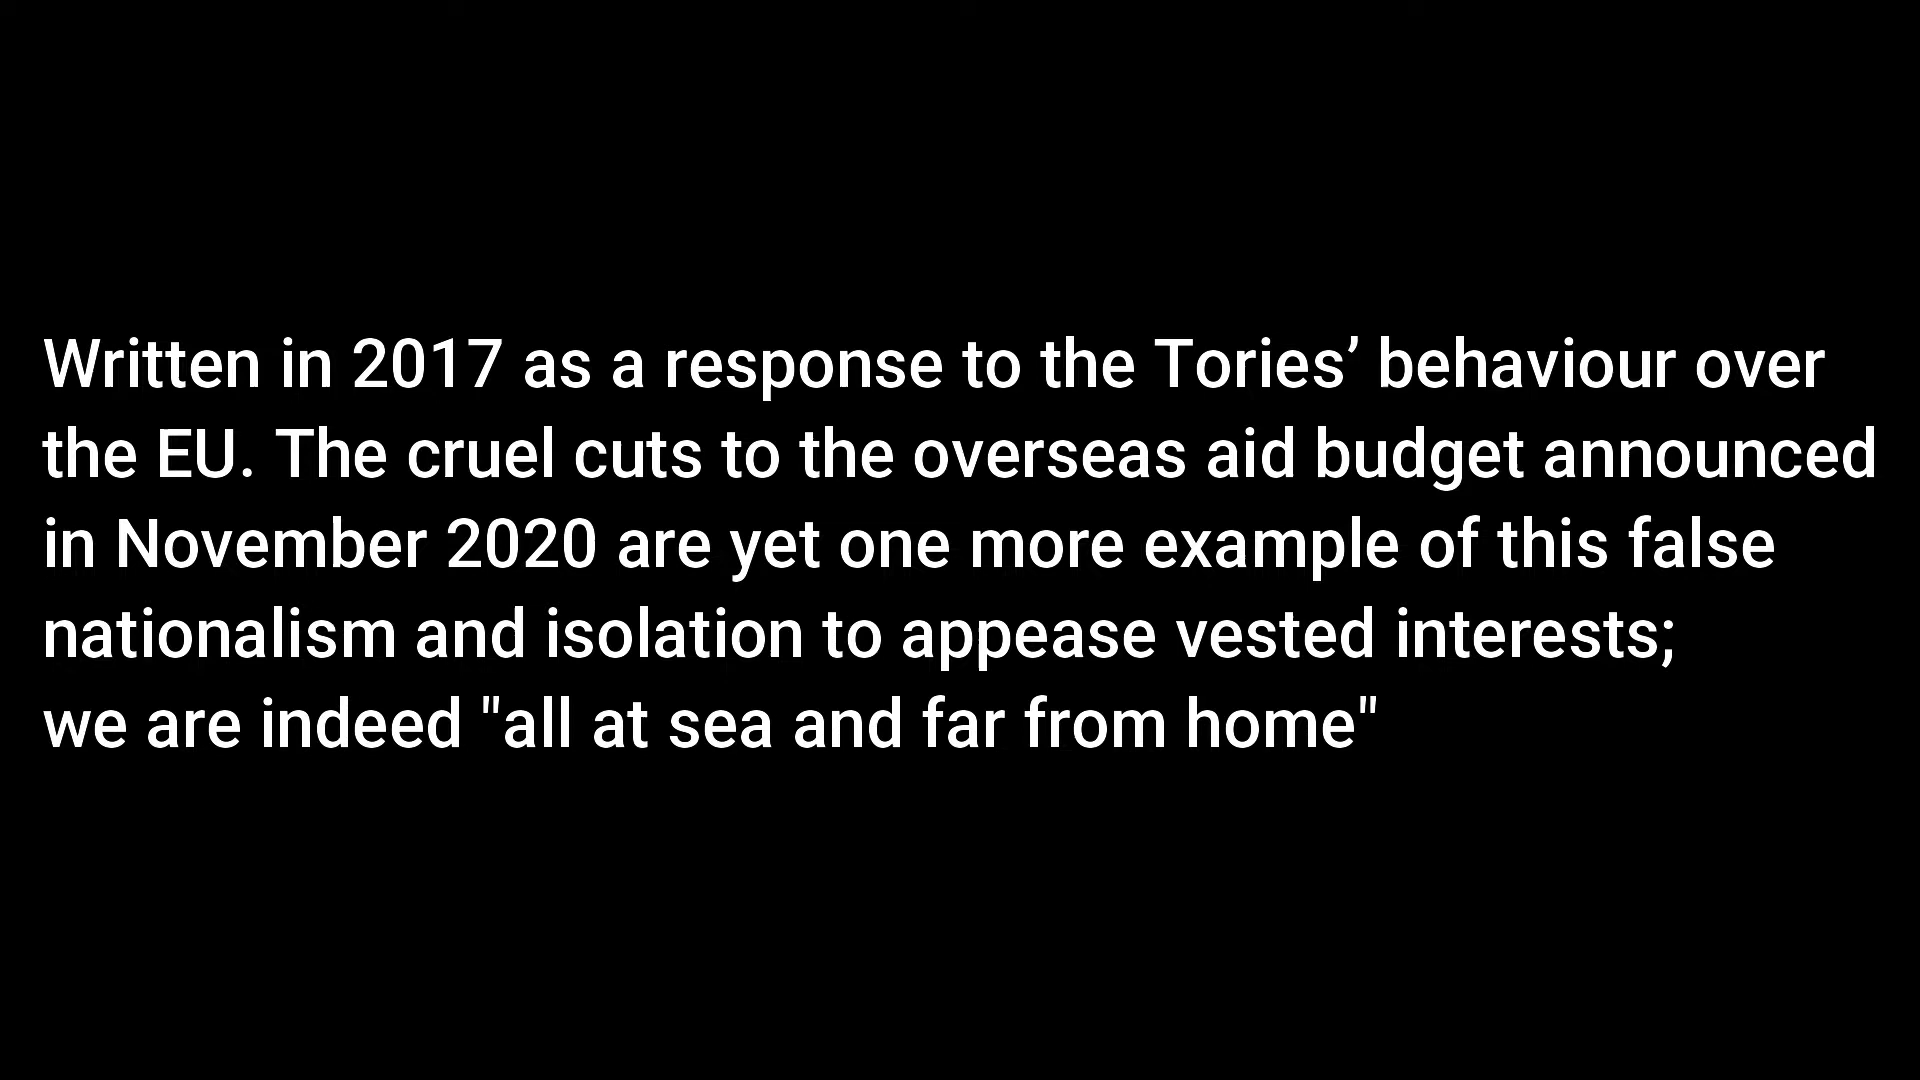 Written in 2017 as a response to the Tories’ behaviour over
the EU. The cruel cuts to the overseas aid budget announced
in November 2020 are yet one more example of this false
nationalism and isolation to appease vested interests;
we are indeed "all at sea and far from home"